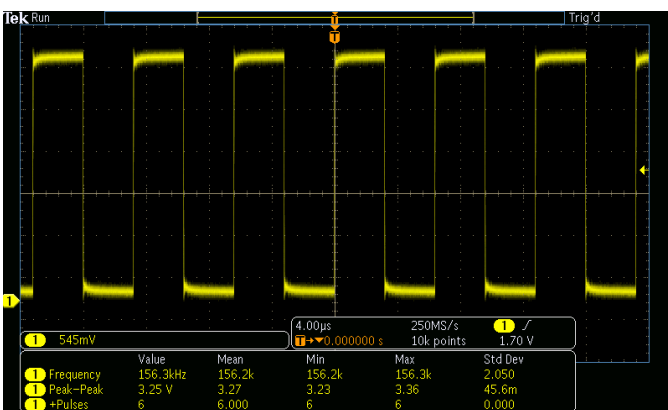 Tek Run Trig'd
T
T
1
4.00µs 250MS/s 1
1 545mV T→▼0.000000 s 10k points 1.70 V
Value Mean Min Max Std Dev
1 Frequency 156.3kHz 156.2k 156.2k 156.3k 2.050
1 Peak-Peak 3.25 V 3.27 3.23 3.36 45.6m
1 +Pulses 6 6.000 6 6 0.000